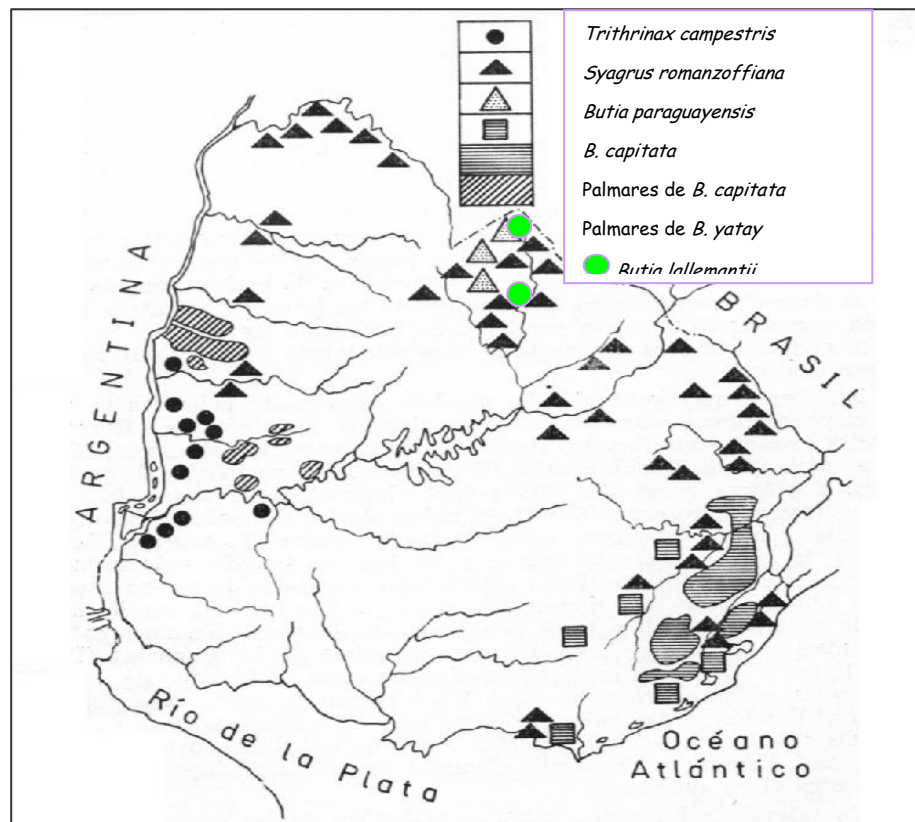 Trithrinax campestris
Syagrus romanzoffiana
Butia paraguayensis
B. capitata
Palmares de B. capitata
Palmares de B. yatay
Butia lallemantii
ARGENTINA
BRASIL
Río de la Plata
Océano
Atlántico